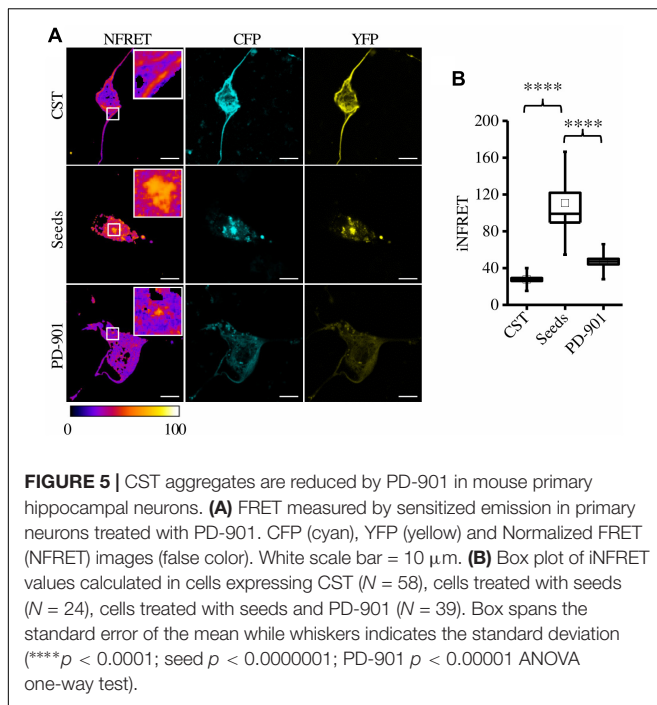 A
NFRET CFP YFP
CST
Seeds
PD-901
0 100
B
**** ****
iNFRET
200
160
120
80
40
0
CST Seeds PD-901
FIGURE 5 | CST aggregates are reduced by PD-901 in mouse primary
hippocampal neurons. (A) FRET measured by sensitized emission in primary
neurons treated with PD-901. CFP (cyan), YFP (yellow) and Normalized FRET
(NFRET) images (false color). White scale bar = 10 μm. (B) Box plot of iNFRET
values calculated in cells expressing CST (N = 58), cells treated with seeds
(N = 24), cells treated with seeds and PD-901 (N = 39). Box spans the
standard error of the mean while whiskers indicates the standard deviation
(****p < 0.0001; seed p < 0.0000001; PD-901 p < 0.00001 ANOVA
one-way test).